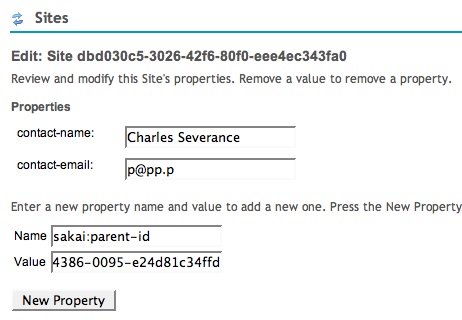 Sites
Edit: Site dbd030c5-3026-42f6-80f0-eee4ec343fa0
Review and modify this Site's properties. Remove a value to remove a property.
Properties
contact-name: Charles Severance
contact-email: p@pp.p
Enter a new property name and value to add a new one. Press the New Property
Name sakai:parent-id
Value 4386-0095-e24d81c34ffd
New Property